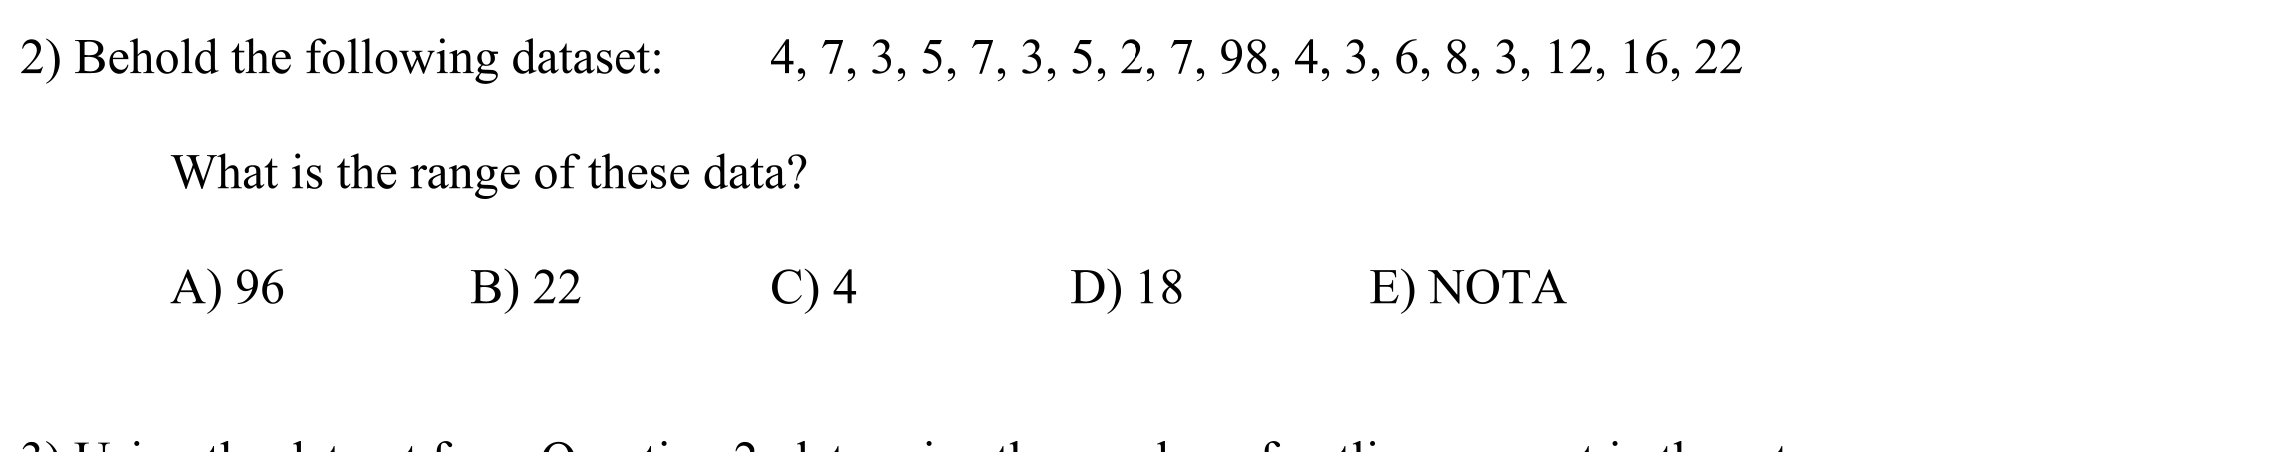 2) Behold the following dataset: 4, 7, 3, 5, 7, 3, 5, 2, 7, 98, 4, 3, 6, 8, 3, 12, 16, 22
What is the range of these data?
A) 96 B) 22 C) 4 D) 18 E) NOTA